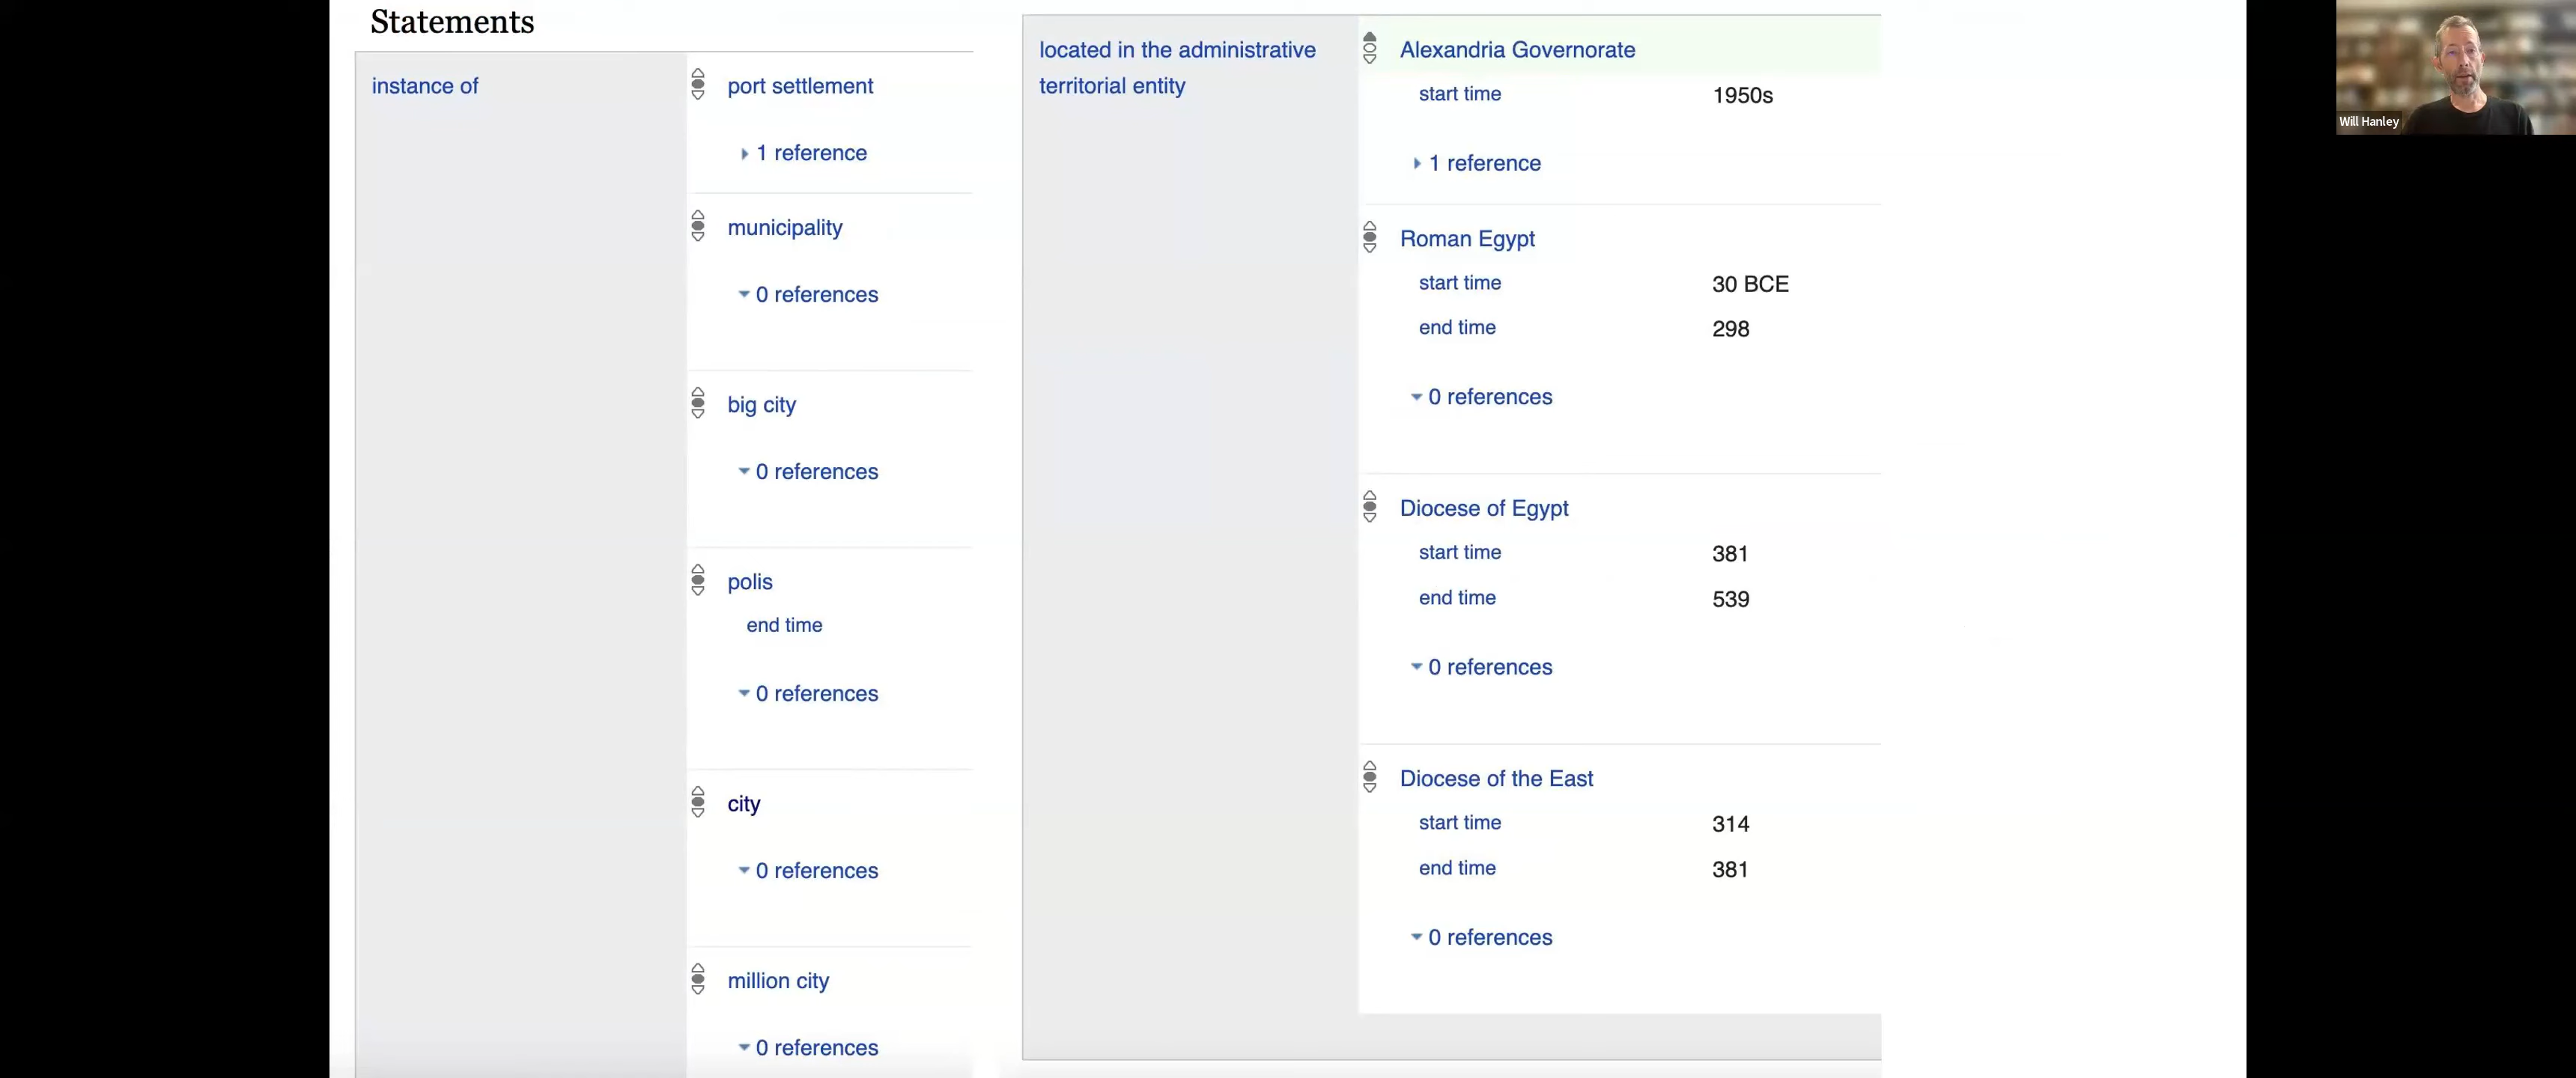 Statements
instance of
port settlement
1 reference
municipality
0 references
big city
0 references
polis
end time
0 references
city
0 references
million city
0 references
located in the administrative
territorial entity
Alexandria Governorate
start time 1950s
1 reference
Roman Egypt
start time 30 BCE
end time 298
0 references
Diocese of Egypt
start time 381
end time 539
0 references
Diocese of the East
start time 314
end time 381
0 references
Will Hanley